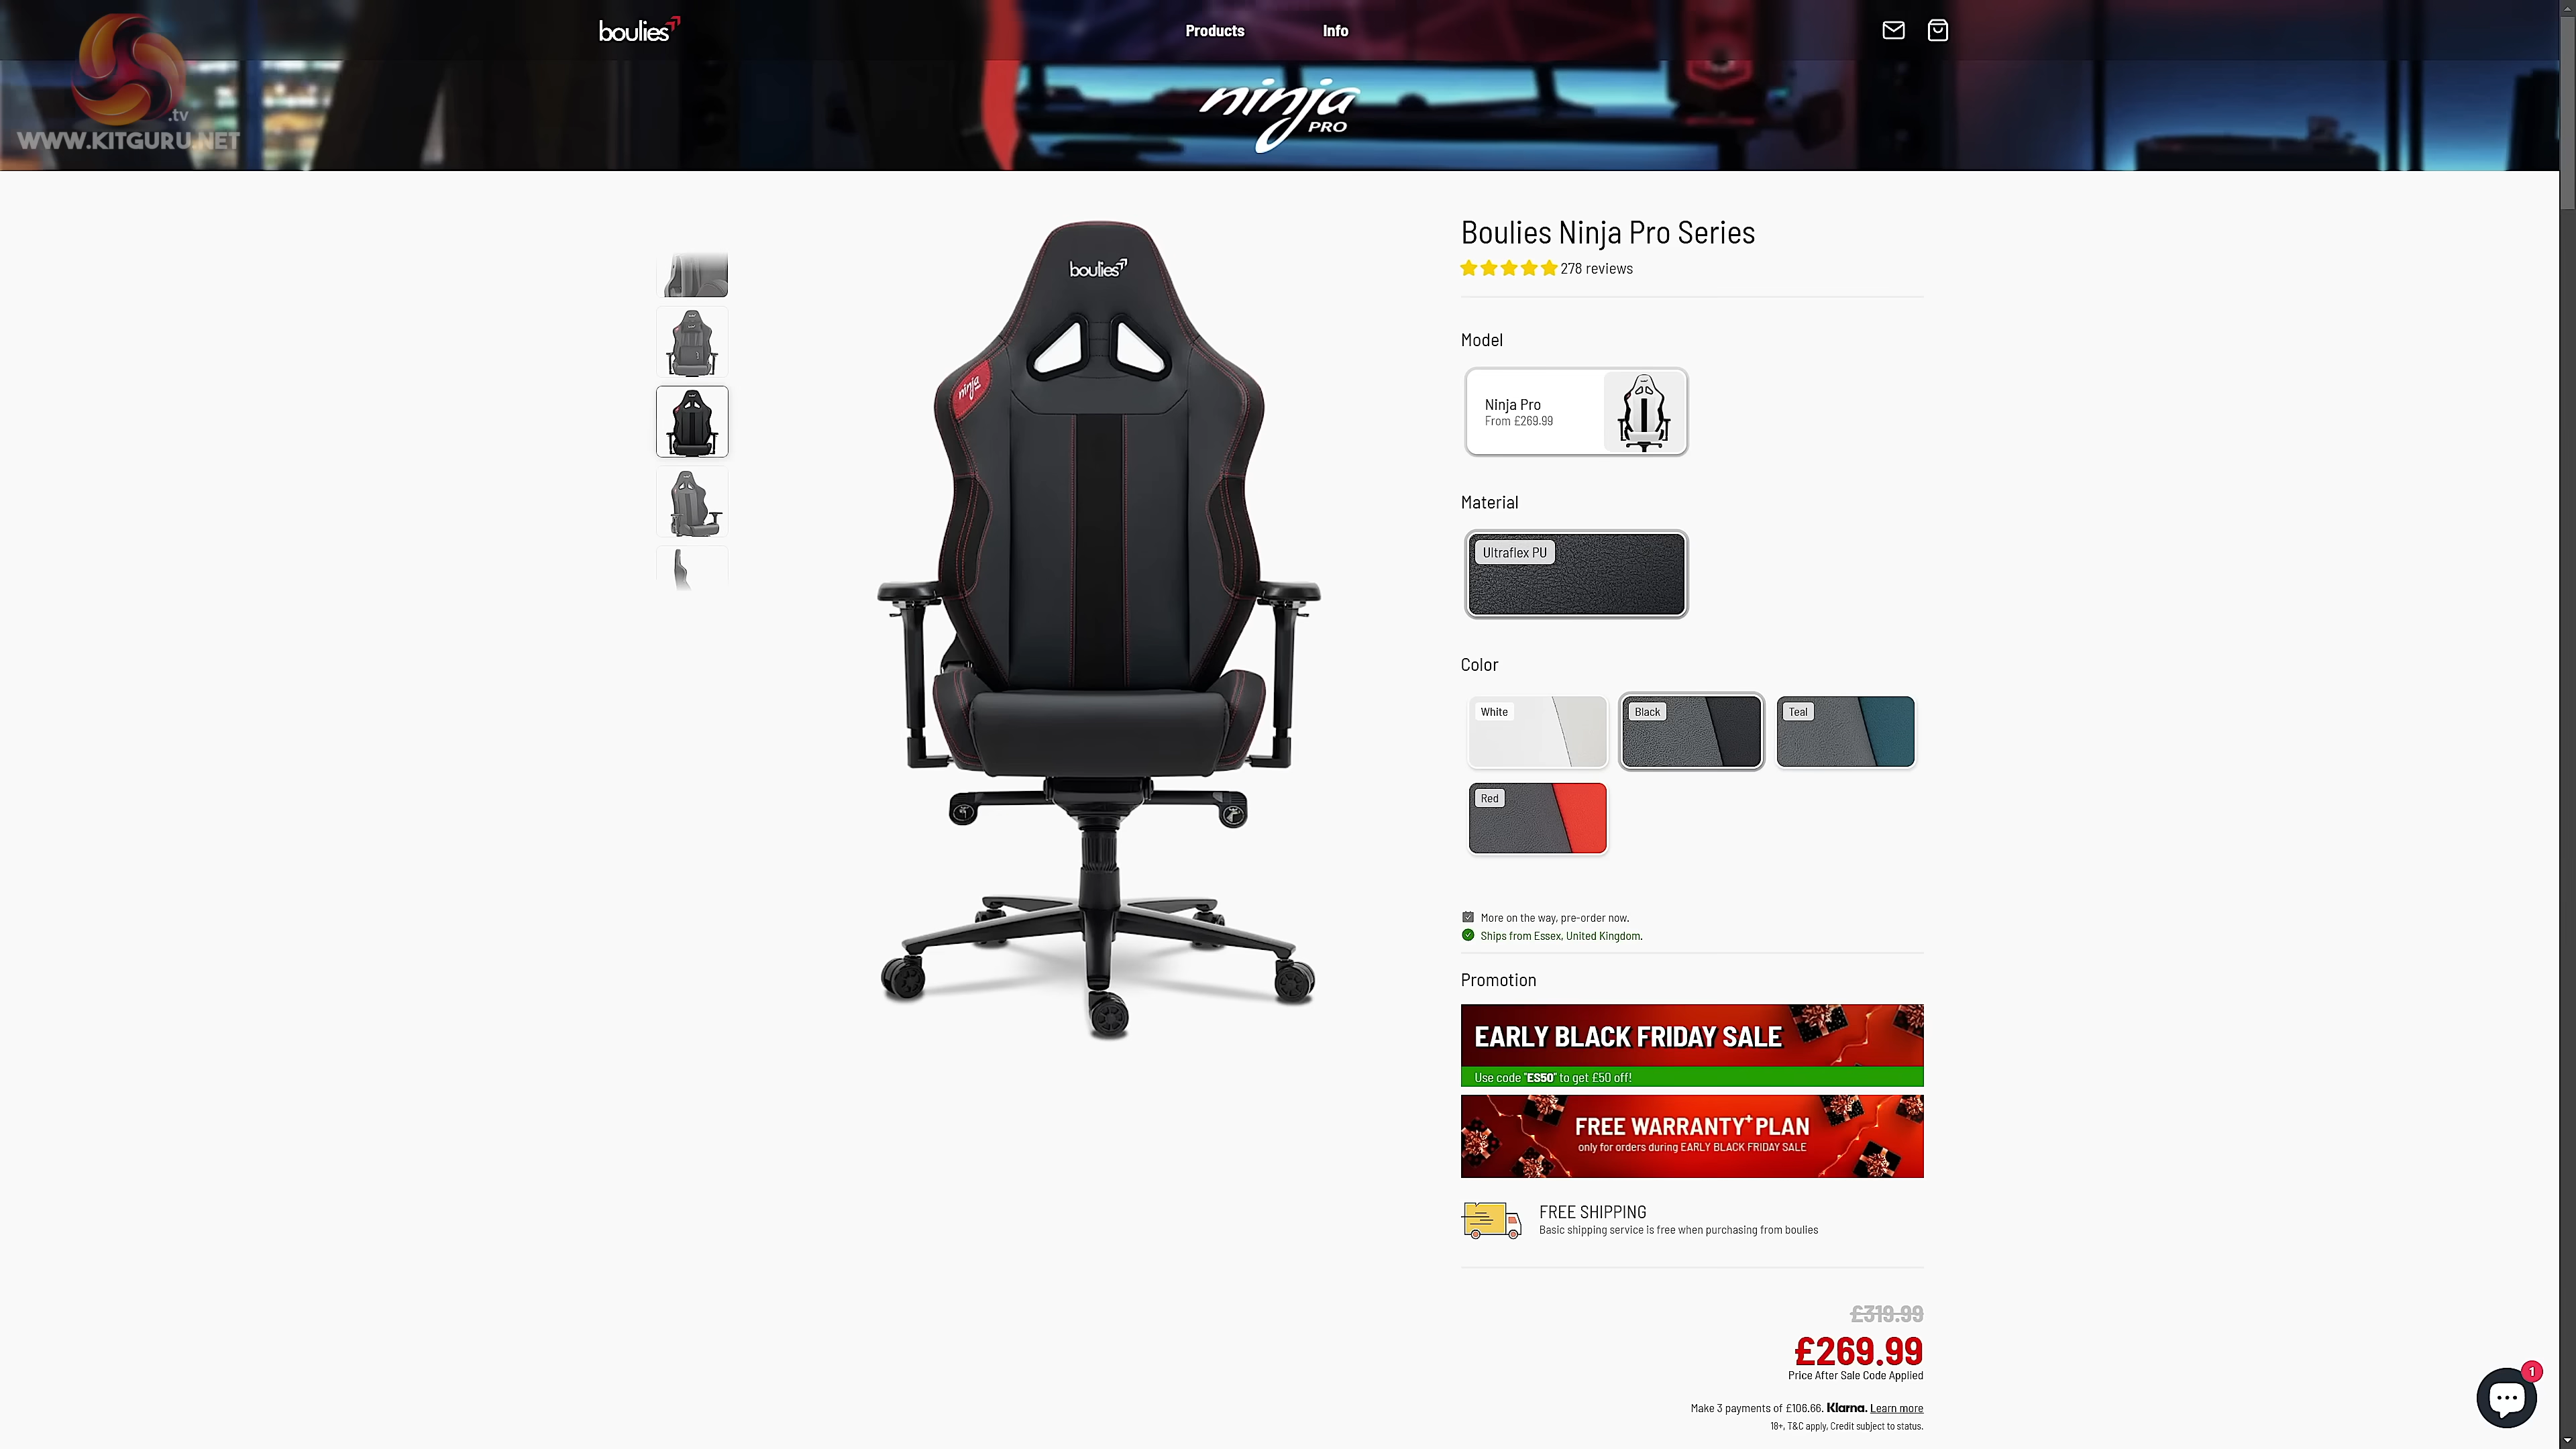 boulies
Products
Info
.tv
WWW.KITGURU.NET
ninja
PRO
boulies
ninja
Boulies Ninja Pro Series
278 reviews
Model
Ninja Pro
From £269.99
Material
Ultraflex PU
Color
White
Black
Teal
Red
More on the way, pre-order now.
Ships from Essex, United Kingdom.
Promotion
EARLY BLACK FRIDAY SALE
Use code "ES50" to get £50 off!
FREE WARRANTY+ PLAN
only for orders during EARLY BLACK FRIDAY SALE
FREE SHIPPING
Basic shipping service is free when purchasing from boulies
£319.99
£269.99
Price After Sale Code Applied
Make 3 payments of £106.66. Klarna. Learn more
18+, T&C apply, Credit subject to status.
1